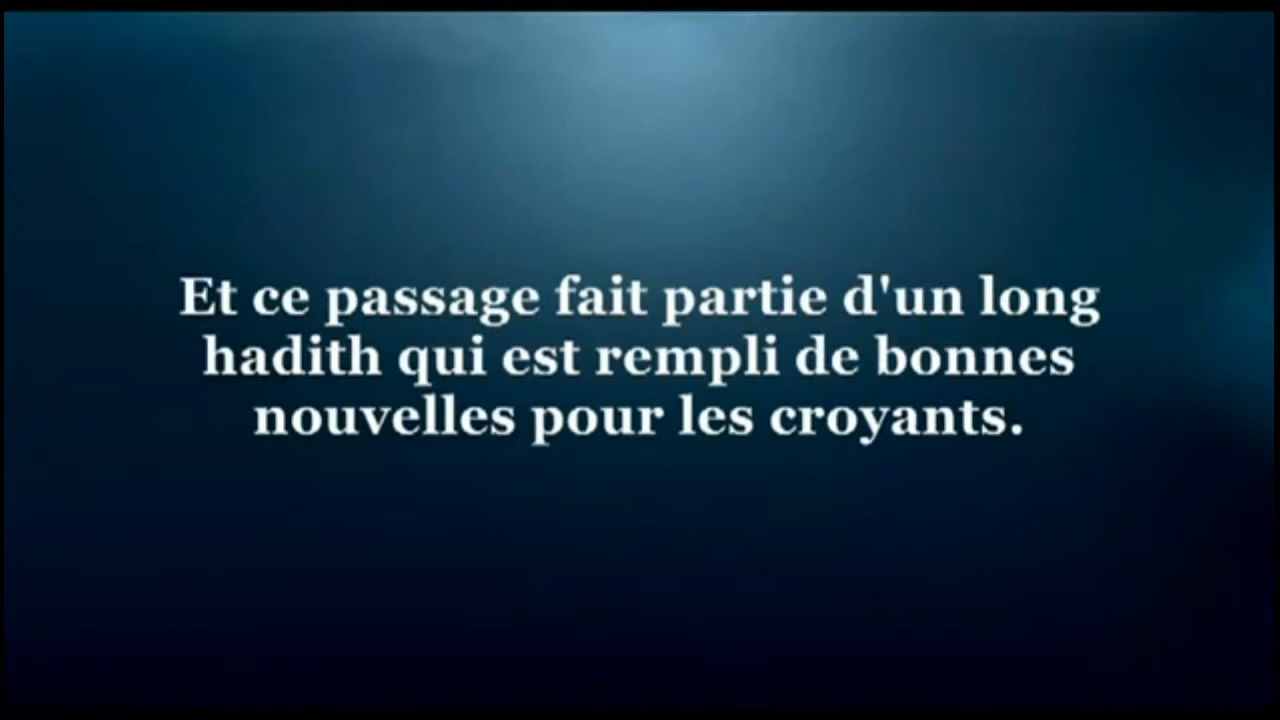 Et ce passage fait partie d'un long
hadith qui est rempli de bonnes
nouvelles pour les croyants.